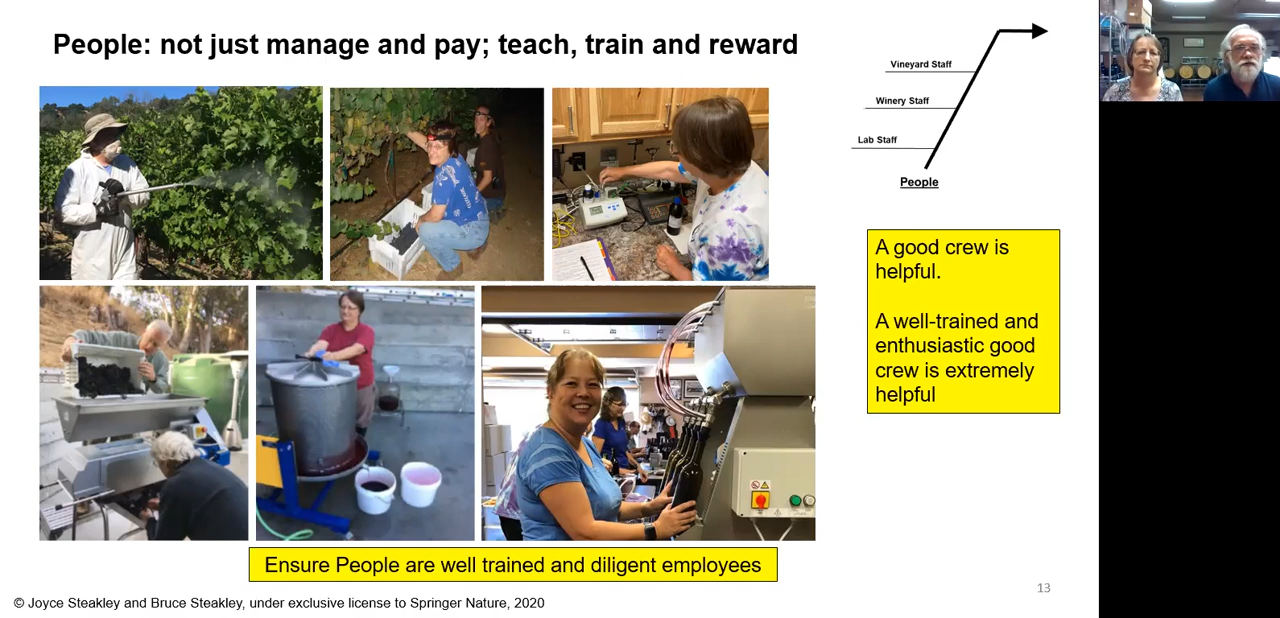 People: not just manage and pay; teach, train and reward
Vineyard Staff
Winery Staff
Lab Staff
People
A good crew is
helpful.
A well-trained and
enthusiastic good
crew is extremely
helpful
Ensure People are well trained and diligent employees
13
© Joyce Steakley and Bruce Steakley, under exclusive license to Springer Nature, 2020